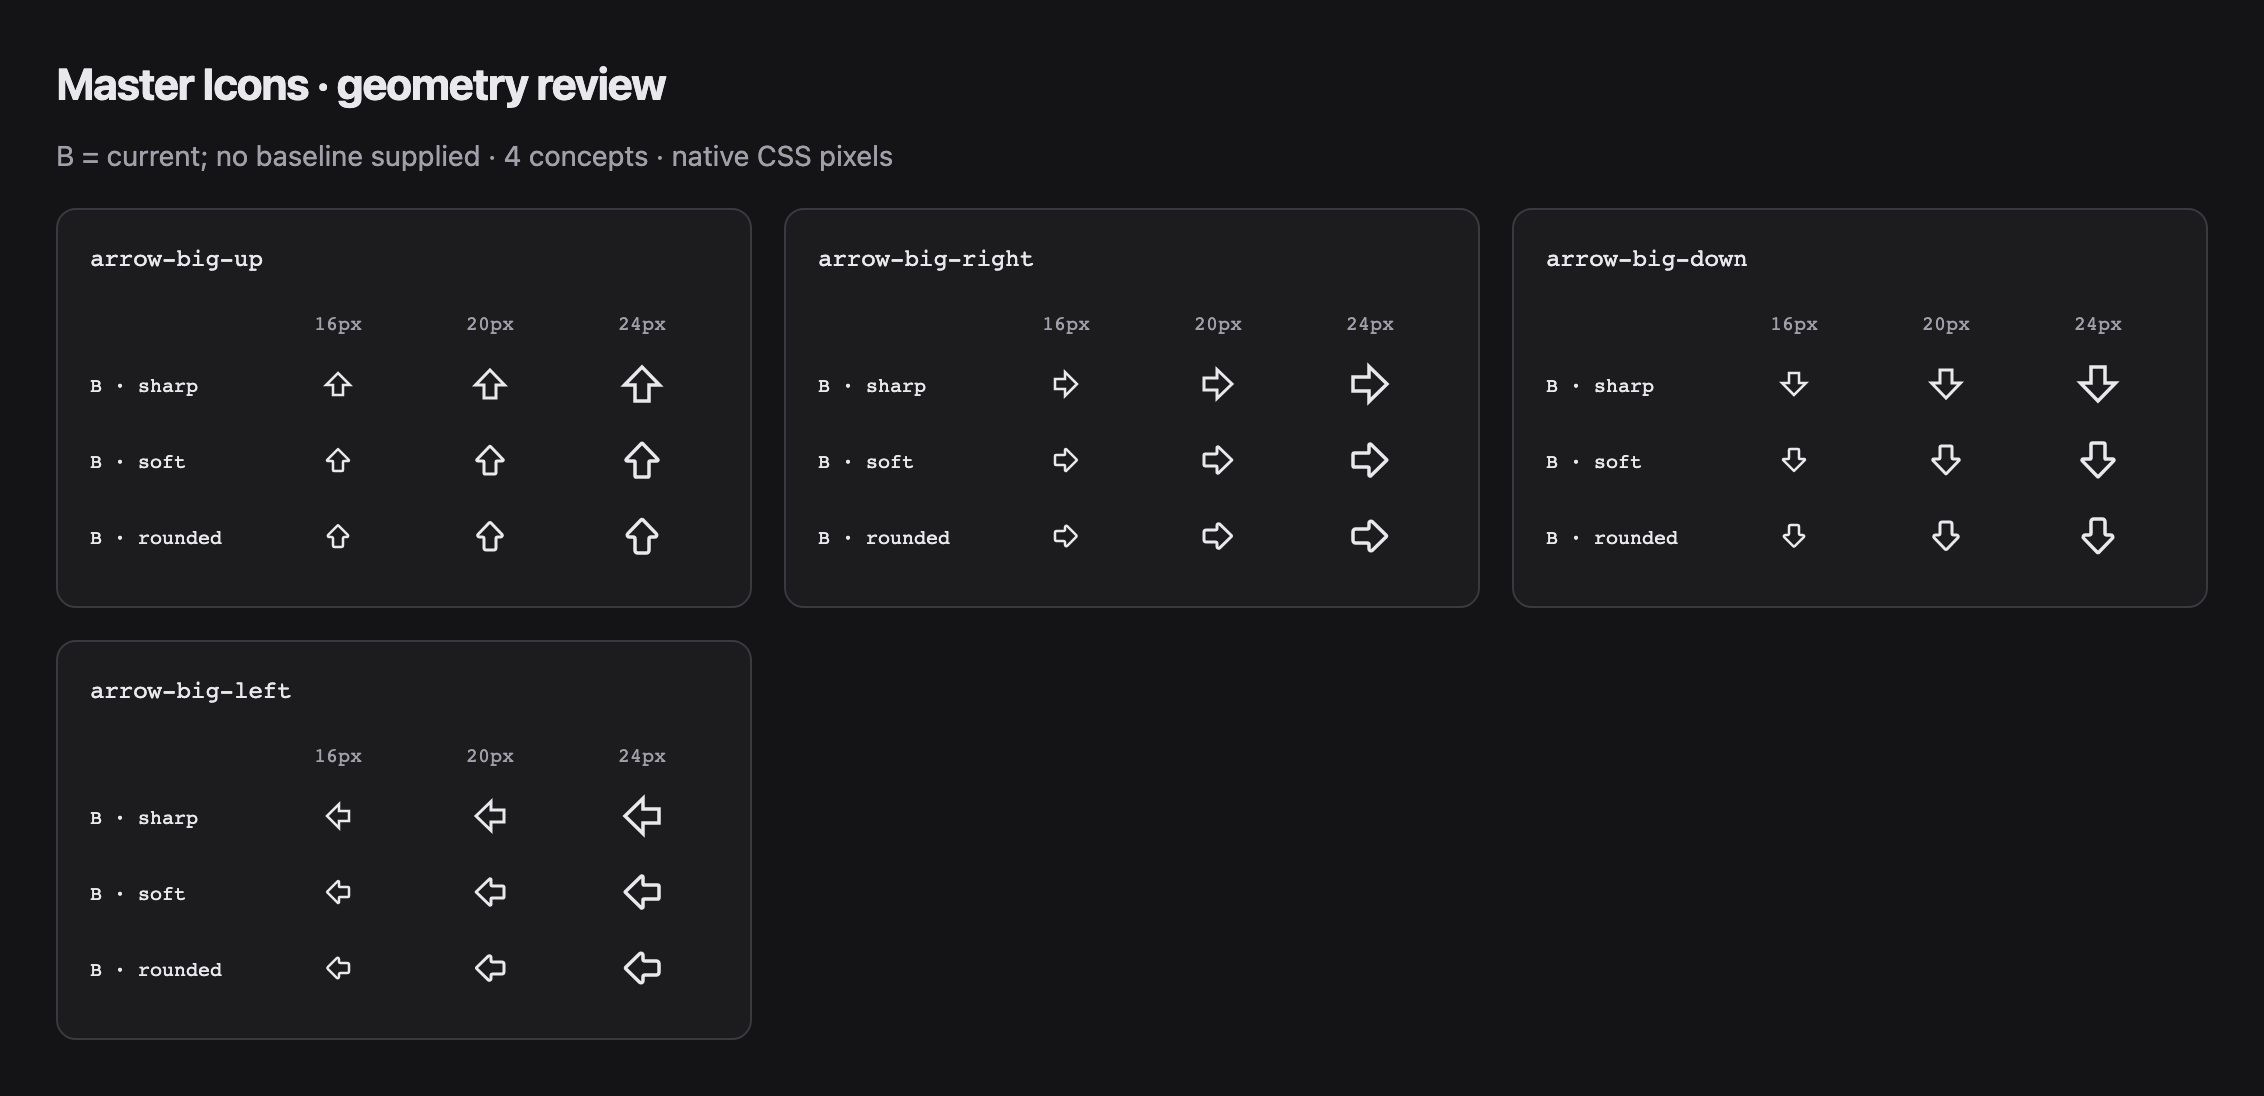 Master Icons · geometry review
B = current; no baseline supplied · 4 concepts · native CSS pixels
arrow-big-up
16px 20px 24px
B · sharp
B · soft
B · rounded
arrow-big-right
16px 20px 24px
B · sharp
B · soft
B · rounded
arrow-big-down
16px 20px 24px
B · sharp
B · soft
B · rounded
arrow-big-left
16px 20px 24px
B · sharp
B · soft
B · rounded